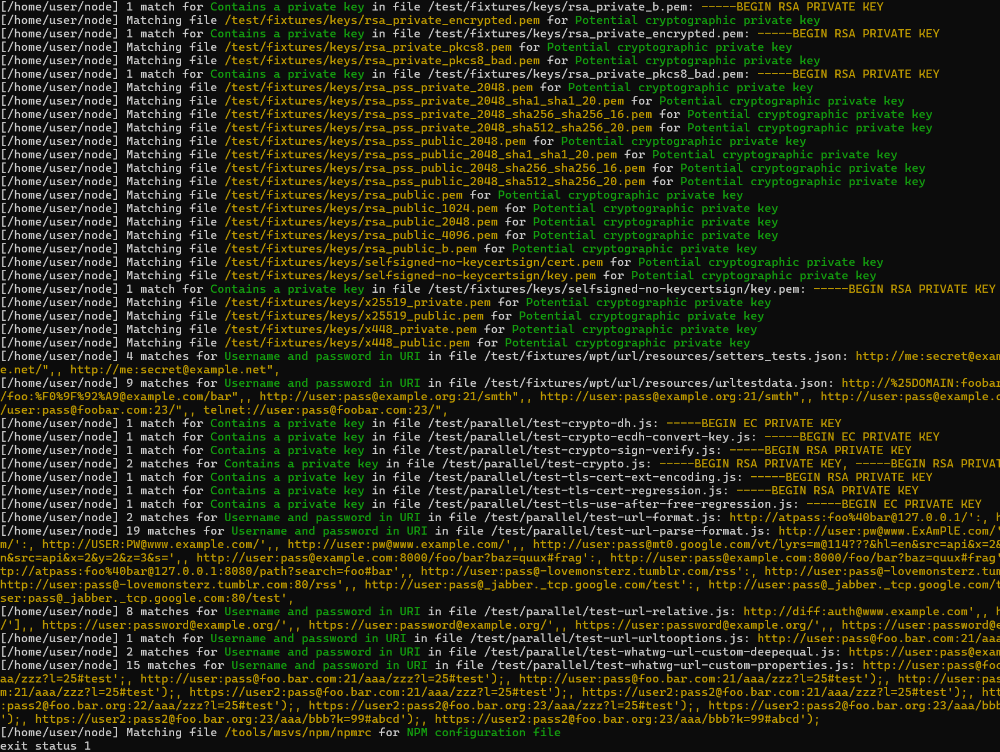 [/home/user/node] 1 match for Contains a private key in file /test/fixtures/keys/rsa_private_b.pem: -----BEGIN RSA PRIVATE KEY
[/home/user/node] Matching file /test/fixtures/keys/rsa_private_encrypted.pem for Potential cryptographic private key
[/home/user/node] 1 match for Contains a private key in file /test/fixtures/keys/rsa_private_encrypted.pem: -----BEGIN RSA PRIVATE KEY
[/home/user/node] Matching file /test/fixtures/keys/rsa_private_pkcs8.pem for Potential cryptographic private key
[/home/user/node] Matching file /test/fixtures/keys/rsa_private_pkcs8_bad.pem for Potential cryptographic private key
[/home/user/node] 1 match for Contains a private key in file /test/fixtures/keys/rsa_private_pkcs8_bad.pem: -----BEGIN RSA PRIVATE KEY
[/home/user/node] Matching file /test/fixtures/keys/rsa_pss_private_2048.pem for Potential cryptographic private key
[/home/user/node] Matching file /test/fixtures/keys/rsa_pss_private_2048_sha1_sha1_20.pem for Potential cryptographic private key
[/home/user/node] Matching file /test/fixtures/keys/rsa_pss_private_2048_sha256_sha256_16.pem for Potential cryptographic private key
[/home/user/node] Matching file /test/fixtures/keys/rsa_pss_private_2048_sha512_sha256_20.pem for Potential cryptographic private key
[/home/user/node] Matching file /test/fixtures/keys/rsa_pss_public_2048.pem for Potential cryptographic private key
[/home/user/node] Matching file /test/fixtures/keys/rsa_pss_public_2048_sha1_sha1_20.pem for Potential cryptographic private key
[/home/user/node] Matching file /test/fixtures/keys/rsa_pss_public_2048_sha256_sha256_16.pem for Potential cryptographic private key
[/home/user/node] Matching file /test/fixtures/keys/rsa_pss_public_2048_sha512_sha256_20.pem for Potential cryptographic private key
[/home/user/node] Matching file /test/fixtures/keys/rsa_public.pem for Potential cryptographic private key
[/home/user/node] Matching file /test/fixtures/keys/rsa_public_1024.pem for Potential cryptographic private key
[/home/user/node] Matching file /test/fixtures/keys/rsa_public_2048.pem for Potential cryptographic private key
[/home/user/node] Matching file /test/fixtures/keys/rsa_public_4096.pem for Potential cryptographic private key
[/home/user/node] Matching file /test/fixtures/keys/rsa_public_b.pem for Potential cryptographic private key
[/home/user/node] Matching file /test/fixtures/keys/selfsigned-no-keycertsign/cert.pem for Potential cryptographic private key
[/home/user/node] Matching file /test/fixtures/keys/selfsigned-no-keycertsign/key.pem for Potential cryptographic private key
[/home/user/node] 1 match for Contains a private key in file /test/fixtures/keys/selfsigned-no-keycertsign/key.pem: -----BEGIN RSA PRIVATE KEY
[/home/user/node] Matching file /test/fixtures/keys/x25519_private.pem for Potential cryptographic private key
[/home/user/node] Matching file /test/fixtures/keys/x25519_public.pem for Potential cryptographic private key
[/home/user/node] Matching file /test/fixtures/keys/x448_private.pem for Potential cryptographic private key
[/home/user/node] Matching file /test/fixtures/keys/x448_public.pem for Potential cryptographic private key
[/home/user/node] 4 matches for Username and password in URI in file /test/fixtures/wpt/url/resources/setters_tests.json: http://me:secret@exam
e.net/",, http://me:secret@example.net",
[/home/user/node] 9 matches for Username and password in URI in file /test/fixtures/wpt/url/resources/urltestdata.json: http://%25DOMAIN:foobar
/foo:%F0%9F%92%A9@example.com/bar",, http://user:pass@example.org:21/smth",, http://user:pass@example.org:21/smth",, http://user:pass@example.c
/user:pass@foobar.com:23/",, telnet://user:pass@foobar.com:23/",
[/home/user/node] 1 match for Contains a private key in file /test/parallel/test-crypto-dh.js: -----BEGIN EC PRIVATE KEY
[/home/user/node] 1 match for Contains a private key in file /test/parallel/test-crypto-ecdh-convert-key.js: -----BEGIN EC PRIVATE KEY
[/home/user/node] 1 match for Contains a private key in file /test/parallel/test-crypto-sign-verify.js: -----BEGIN RSA PRIVATE KEY
[/home/user/node] 2 matches for Contains a private key in file /test/parallel/test-crypto.js: -----BEGIN RSA PRIVATE KEY, -----BEGIN RSA PRIVAT
[/home/user/node] 1 match for Contains a private key in file /test/parallel/test-tls-cert-ext-encoding.js: -----BEGIN RSA PRIVATE KEY
[/home/user/node] 1 match for Contains a private key in file /test/parallel/test-tls-cert-regression.js: -----BEGIN RSA PRIVATE KEY
[/home/user/node] 1 match for Contains a private key in file /test/parallel/test-tls-use-after-free-regression.js: -----BEGIN EC PRIVATE KEY
[/home/user/node] 2 matches for Username and password in URI in file /test/parallel/test-url-format.js: http://atpass:foo%40bar@127.0.0.1/':, h
[/home/user/node] 19 matches for Username and password in URI in file /test/parallel/test-url-parse-format.js: http://user:pw@www.ExAmPlE.com/'
m/':, http://USER:PW@www.example.com/',, http://user:pw@www.example.com/',, http://user:pass@mt0.google.com/vt/lyrs=m@114???&hl=en&src=api&x=2&
n&src=api&x=2&y=2&z=3&s=',, http://user:pass@example.com:8000/foo/bar?baz=quux#frag':, http://user:pass@example.com:8000/foo/bar?baz=quux#frag'
tp://atpass:foo%40bar@127.0.0.1:8080/path?search=foo#bar',, http://user:pass@-lovemonsterz.tumblr.com/rss':, http://user:pass@-lovemonsterz.tum
http://user:pass@-lovemonsterz.tumblr.com:80/rss',, http://user:pass@_jabber._tcp.google.com/test':, http://user:pass@_jabber._tcp.google.com/t
ser:pass@_jabber._tcp.google.com:80/test',
[/home/user/node] 8 matches for Username and password in URI in file /test/parallel/test-url-relative.js: http://diff:auth@www.example.com',, h
/'],, https://user:password@example.org/',, https://user:password@example.org/',, https://user:password@example.org/',, https://user:password@e
[/home/user/node] 1 match for Username and password in URI in file /test/parallel/test-url-urltooptions.js: http://user:pass@foo.bar.com:21/aaa
[/home/user/node] 2 matches for Username and password in URI in file /test/parallel/test-whatwg-url-custom-deepequal.js: https://user:pass@exam
[/home/user/node] 15 matches for Username and password in URI in file /test/parallel/test-whatwg-url-custom-properties.js: http://user:pass@foo
aa/zzz?l=25#test';, http://user:pass@foo.bar.com:21/aaa/zzz?l=25#test');, http://user:pass@foo.bar.com:21/aaa/zzz?l=25#test');, http://user:pas
m:21/aaa/zzz?l=25#test');, https://user2:pass@foo.bar.com:21/aaa/zzz?l=25#test');, https://user2:pass2@foo.bar.com:21/aaa/zzz?l=25#test');, htt
:pass2@foo.bar.org:22/aaa/zzz?l=25#test');, https://user2:pass2@foo.bar.org:23/aaa/zzz?l=25#test');, https://user2:pass2@foo.bar.org:23/aaa/bbb
');, https://user2:pass2@foo.bar.org:23/aaa/bbb?k=99#abcd');, https://user2:pass2@foo.bar.org:23/aaa/bbb?k=99#abcd');
[/home/user/node] Matching file /tools/msvs/npm/npmrc for NPM configuration file
exit status 1